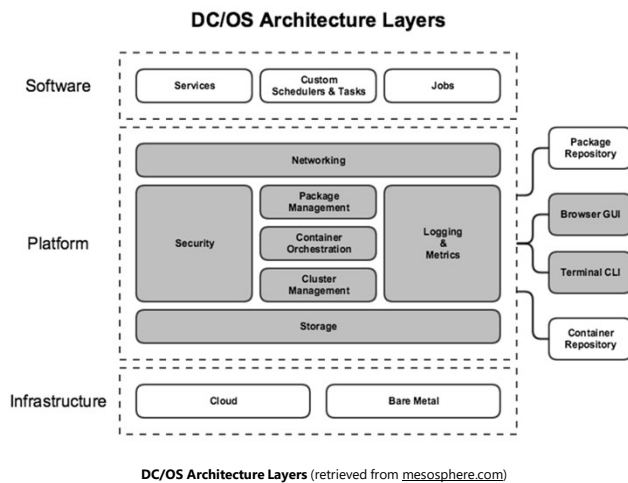 DC/OS Architecture Layers
Software
Services
Custom
Schedulers & Tasks
Jobs
Platform
Networking
Security
Package
Management
Container
Orchestration
Cluster
Management
Logging
&
Metrics
Storage
Package
Repository
Browser GUI
Terminal CLI
Container
Repository
Infrastructure
Cloud
Bare Metal
DC/OS Architecture Layers (retrieved from mesosphere.com)